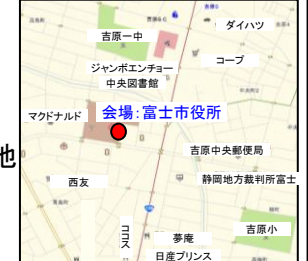 ダイハツ
吉原一中
コープ
ジャンボエンチョー
中央図書館
マクドナルド
会場：富士市役所
地
吉原中央郵便局
西友
静岡地方裁判所富士
ココス
吉原小
夢庵
日産プリンス